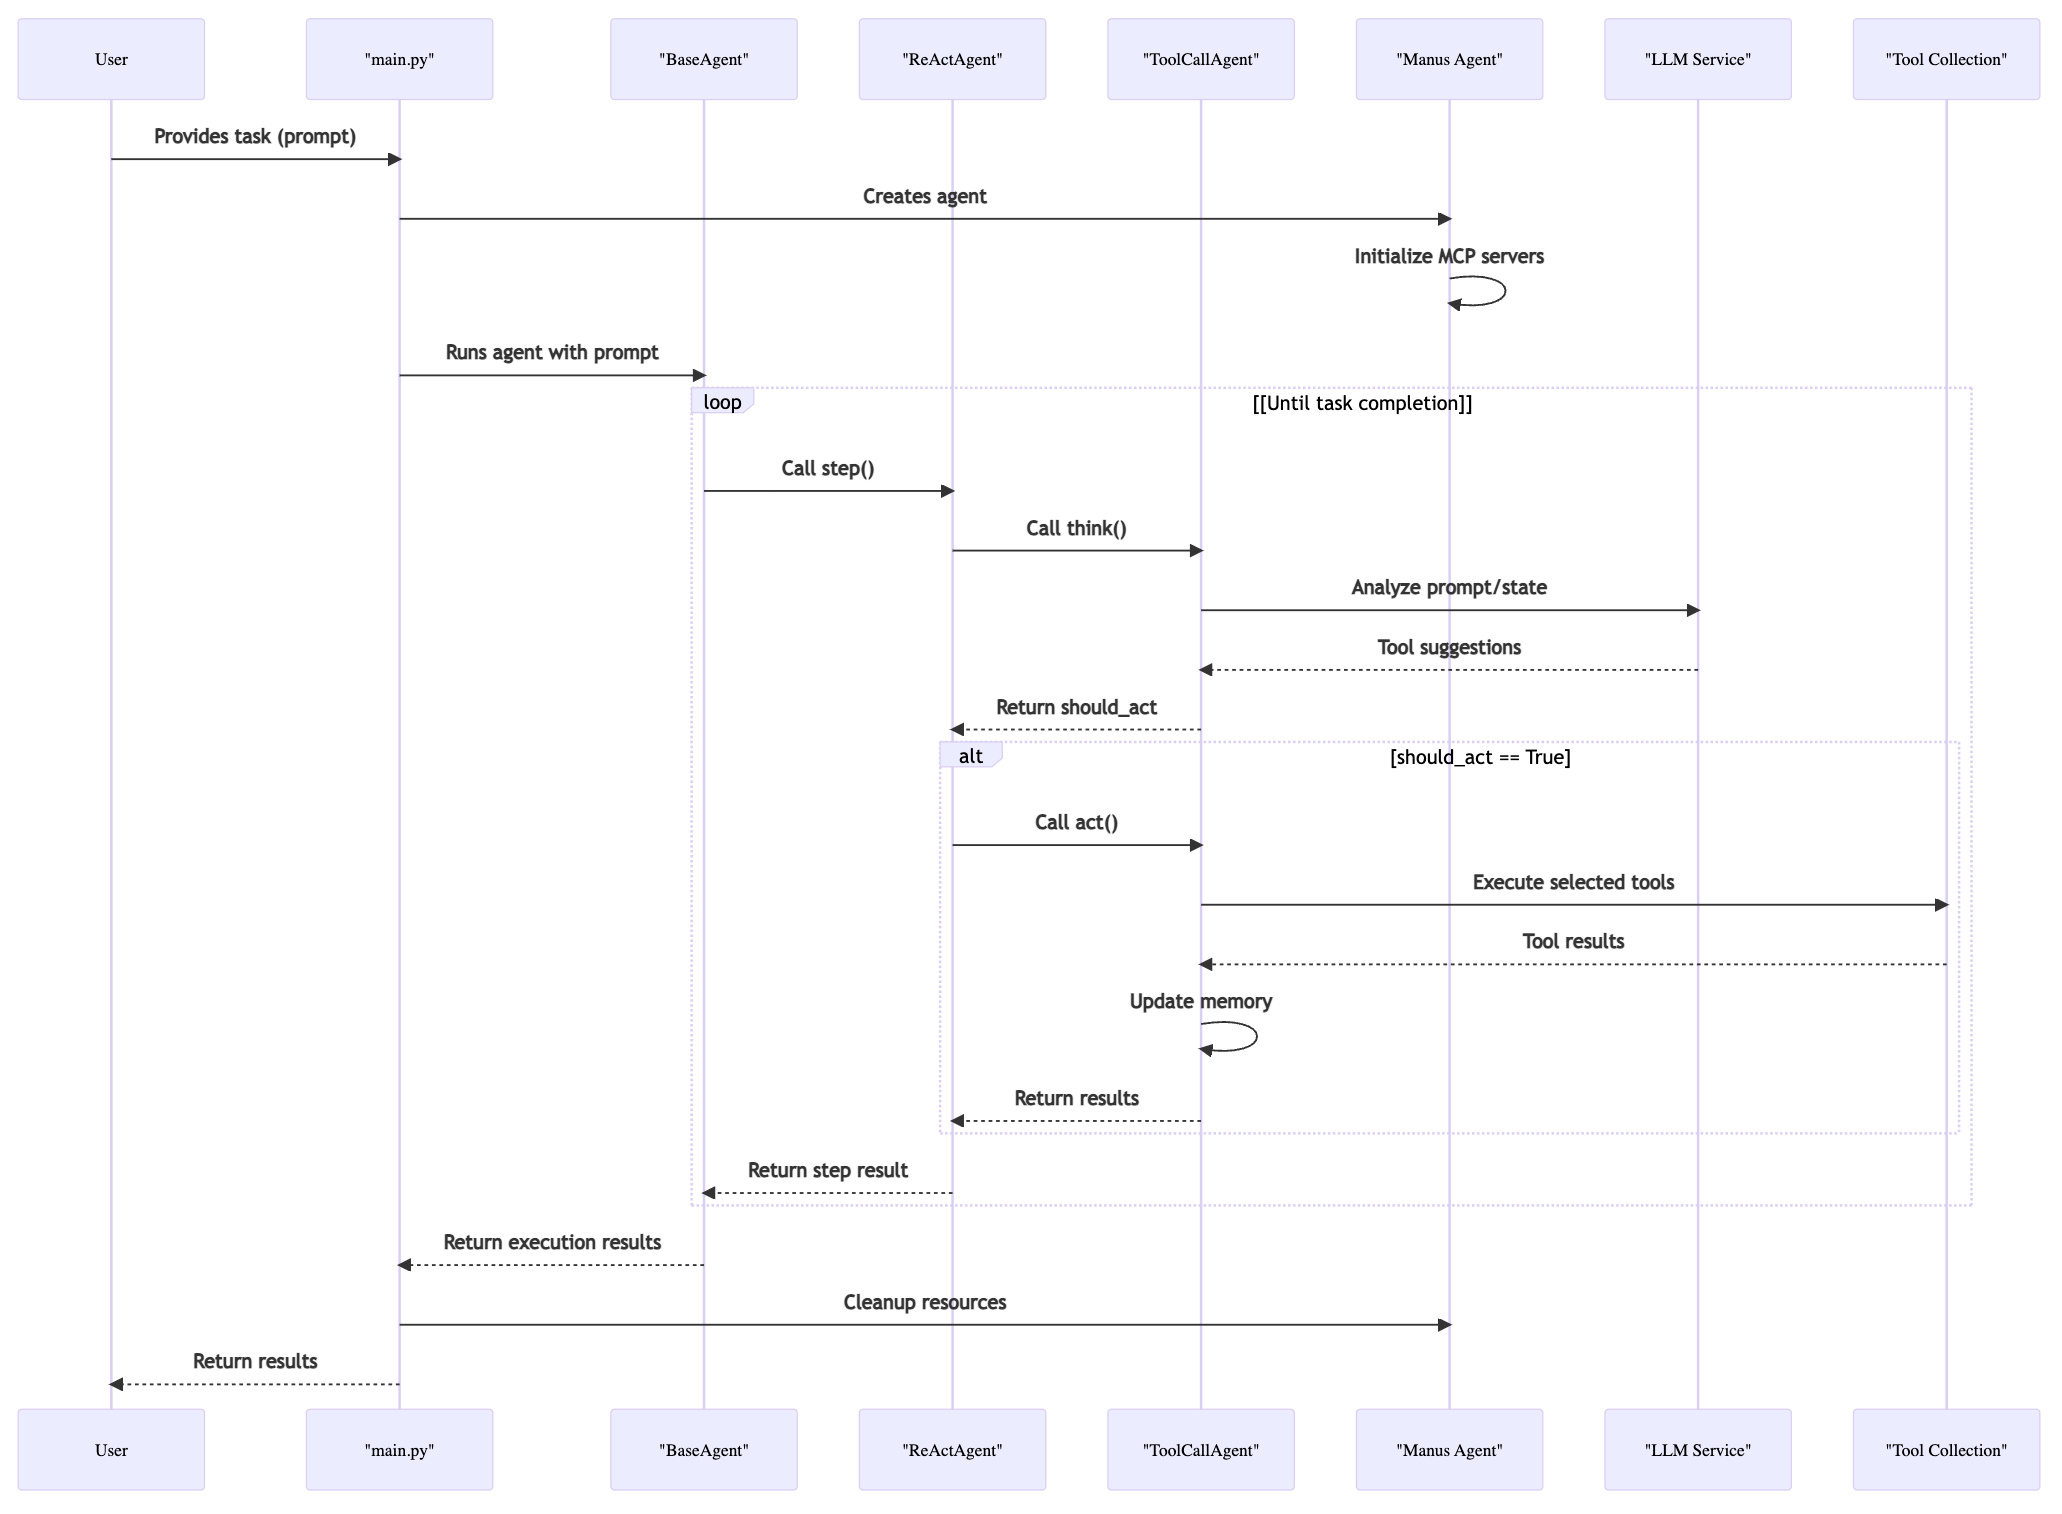 User
"main.py"
"BaseAgent"
"ReActAgent"
"ToolCallAgent"
"Manus Agent"
"LLM Service"
"Tool Collection"
Provides task (prompt)
Creates agent
Initialize MCP servers
Runs agent with prompt
loop
[[Until task completion]]
Call step()
Call think()
Analyze prompt/state
Tool suggestions
Return should_act
alt
[should_act == True]
Call act()
Execute selected tools
Tool results
Update memory
Return results
Return step result
Return execution results
Cleanup resources
Return results
User
"main.py"
"BaseAgent"
"ReActAgent"
"ToolCallAgent"
"Manus Agent"
"LLM Service"
"Tool Collection"